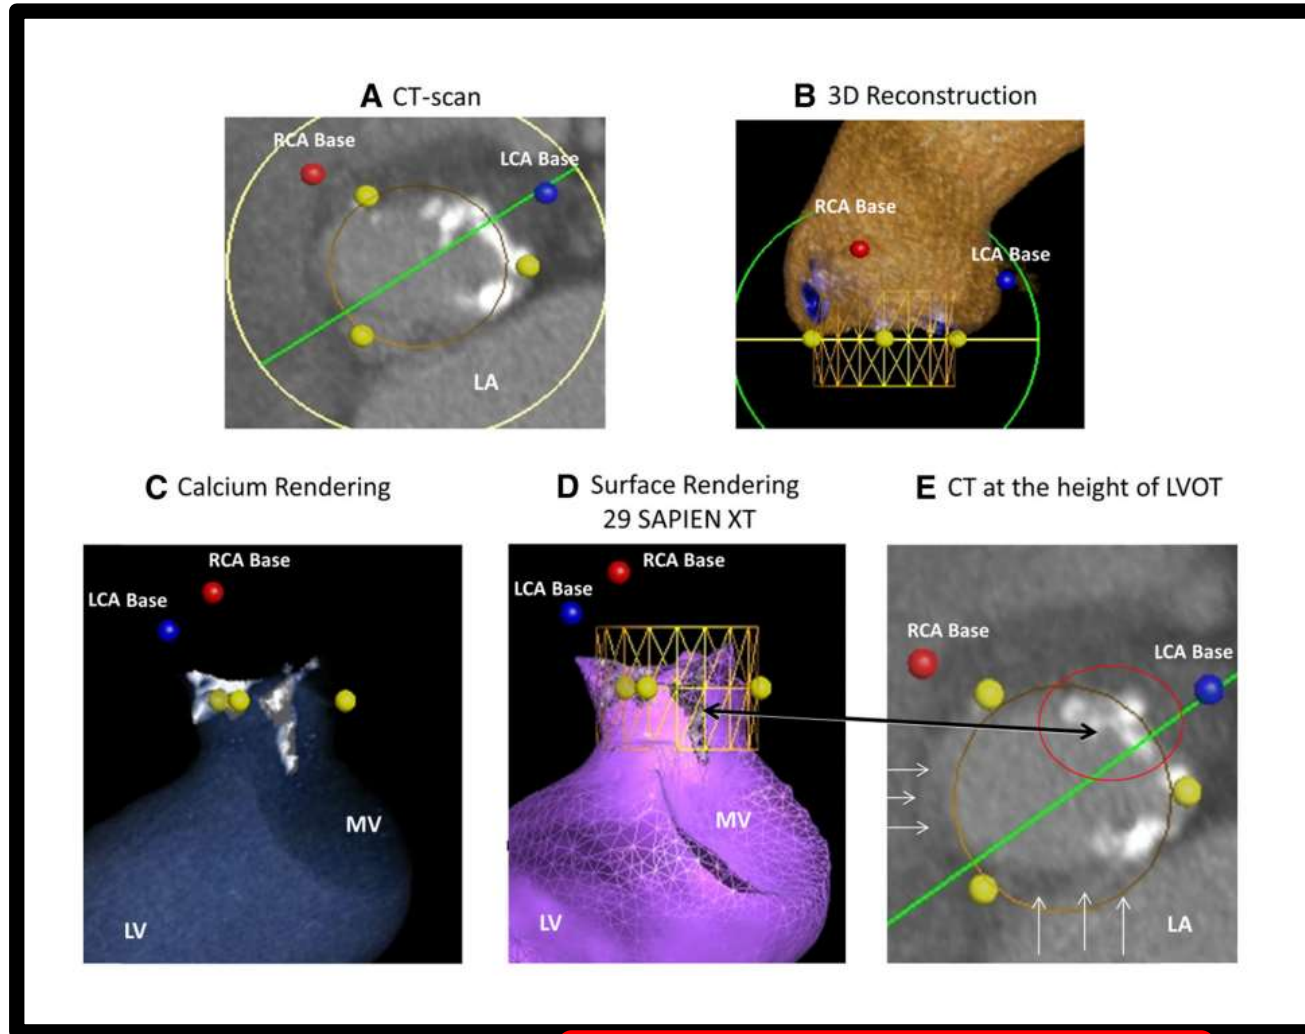 A CT-scan
RCA Base
LCA Base
LA
B 3D Reconstruction
RCA Base
LCA Base
C Calcium Rendering
RCA Base
LCA Base
MV
LV
D Surface Rendering
29 SAPIEN XT
RCA Base
LCA Base
MV
LV
E CT at the height of LVOT
RCA Base
LCA Base
LA